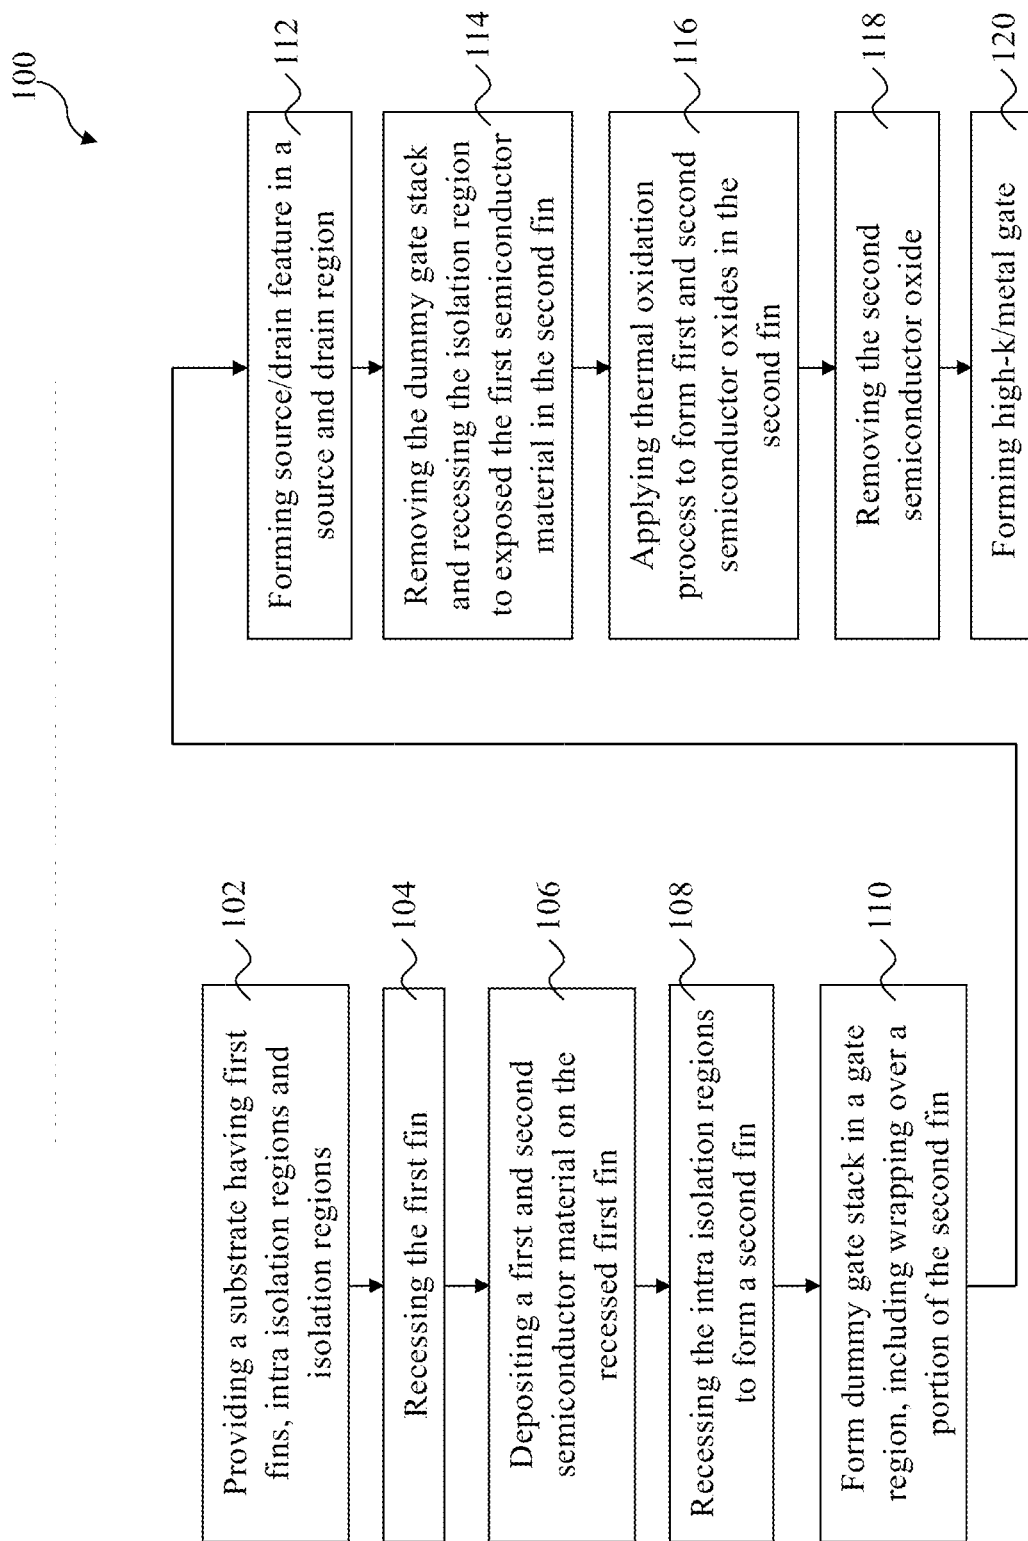 100
Providing a substrate having first
fins, intra isolation regions and
isolation regions
102
Recessing the first fin
104
Depositing a first and second
semiconductor material on the
recessed first fin
106
Recessing the intra isolation regions
to form a second fin
108
Form dummy gate stack in a gate
region, including wrapping over a
portion of the second fin
110
Forming source/drain feature in a
source and drain region
112
Removing the dummy gate stack
and recessing the isolation region
to exposed the first semiconductor
material in the second fin
114
Applying thermal oxidation
process to form first and second
semiconductor oxides in the
second fin
116
Removing the second
semiconductor oxide
118
Forming high-k/metal gate
120